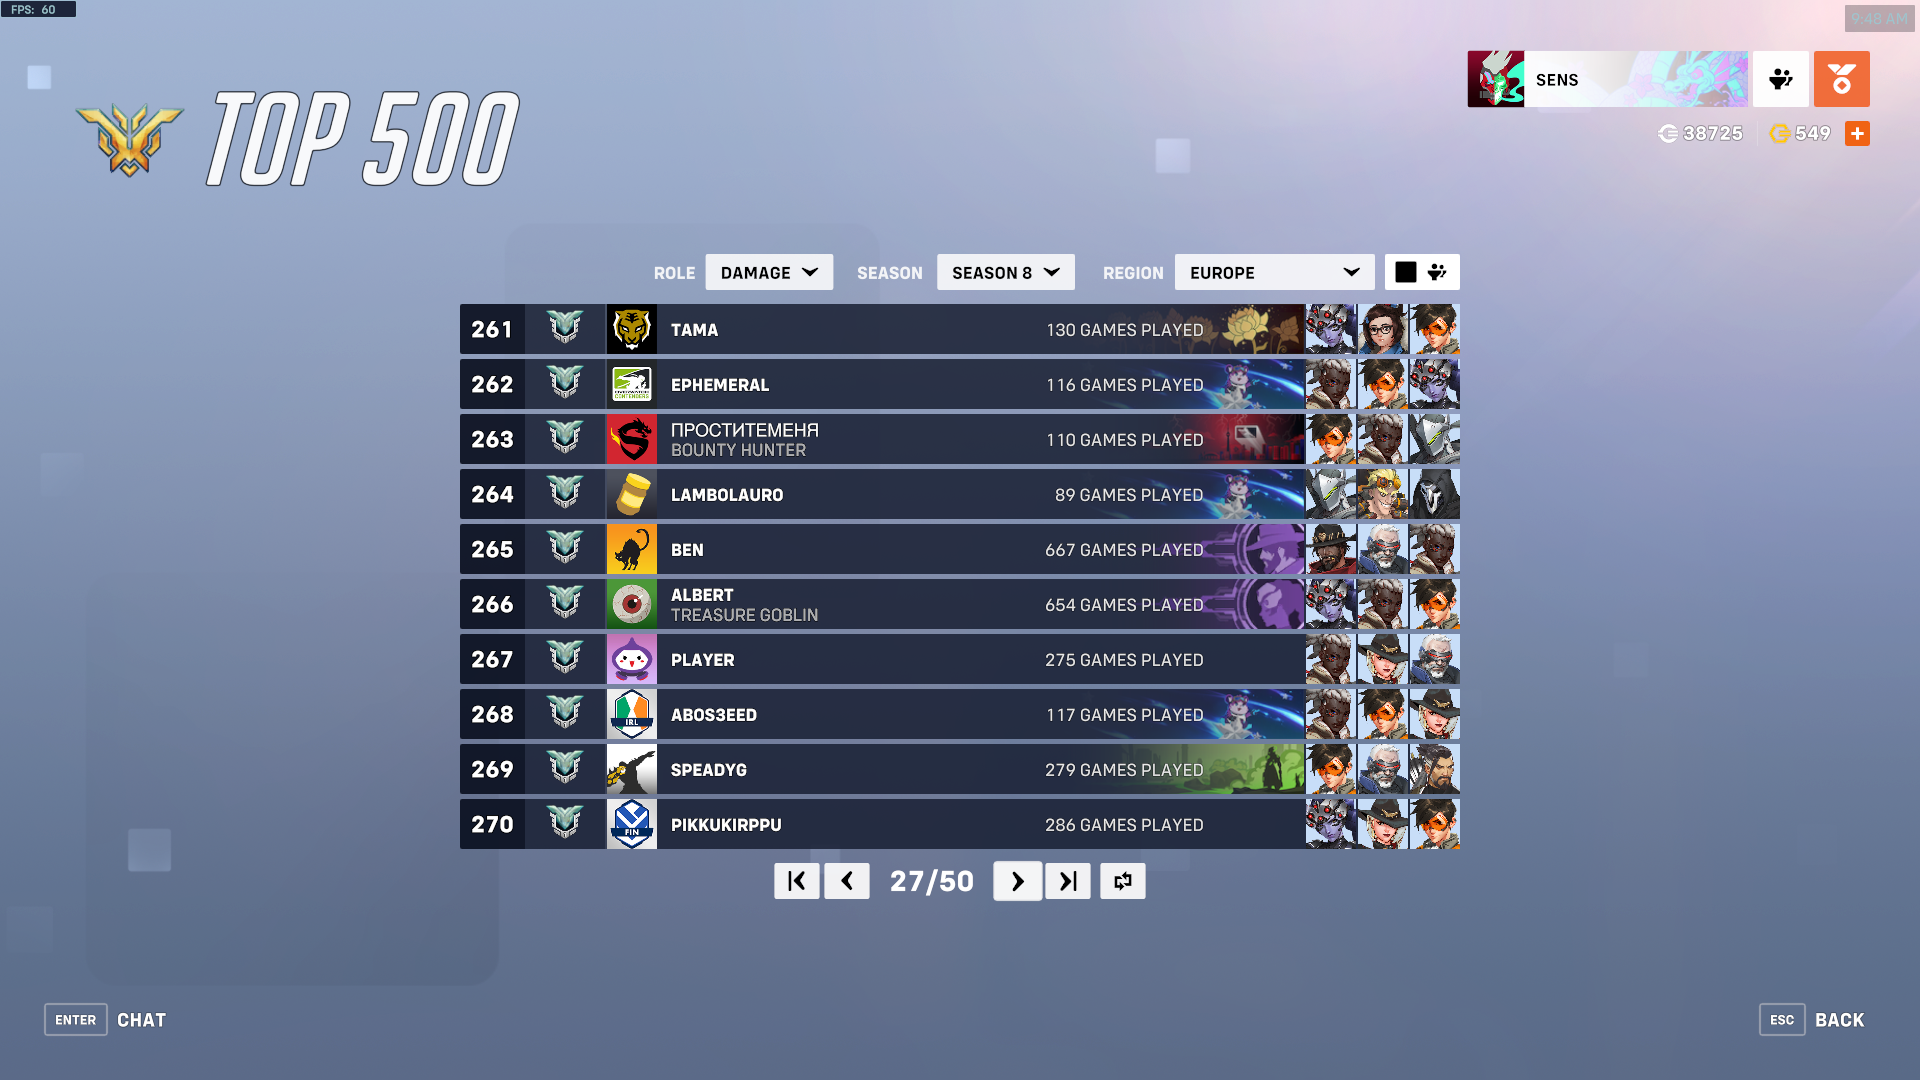 FPS: 60
9:48 AM
TOP 500
SENS
38725
549
ROLE
DAMAGE
SEASON
SEASON 8
REGION
EUROPE
261 TAMA 130 GAMES PLAYED
262 CONTENDERS EPHEMERAL 116 GAMES PLAYED
263 ПРОСТИТЕМЕНЯ 110 GAMES PLAYED
BOUNTY HUNTER
264 LAMBOLAURO 89 GAMES PLAYED
265 BEN 667 GAMES PLAYED
266 ALBERT 654 GAMES PLAYED
TREASURE GOBLIN
267 PLAYER 275 GAMES PLAYED
268 IRL ABOS3EED 117 GAMES PLAYED
269 SPEADYG 279 GAMES PLAYED
270 FIN PIKKUKIRPPU 286 GAMES PLAYED
27/50
ENTER CHAT
ESC BACK